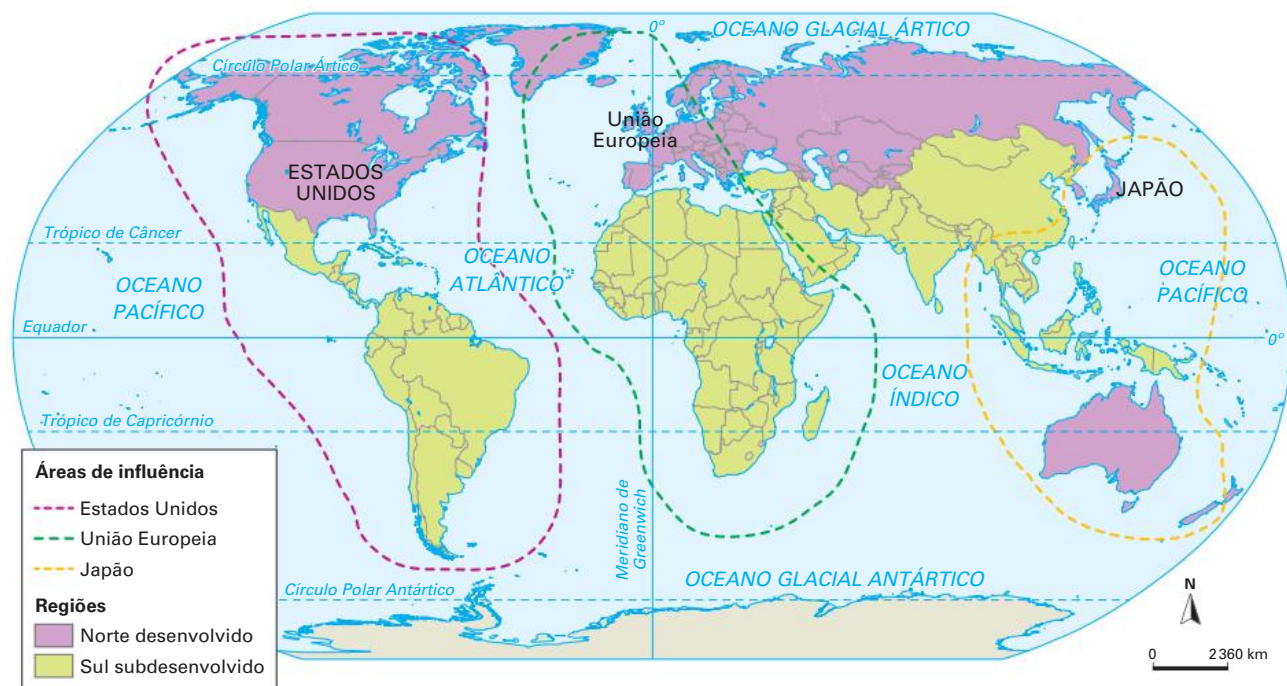 0°
OCEANO GLACIAL ÁRTICO
Círculo Polar Ártico
União
Europeia
ESTADOS
UNIDOS
JAPÃO
Trópico de Câncer
OCEANO
PACÍFICO
OCEANO
ATLÂNTICO
OCEANO
PACÍFICO
Equador
0°
OCEANO
ÍNDICO
Trópico de Capricórnio
Meridiano de
Greenwich
OCEANO GLACIAL ANTÁRTICO
Círculo Polar Antártico
Áreas de influência
Estados Unidos
União Europeia
Japão
Regiões
Norte desenvolvido
Sul subdesenvolvido
N
0 2 360 km